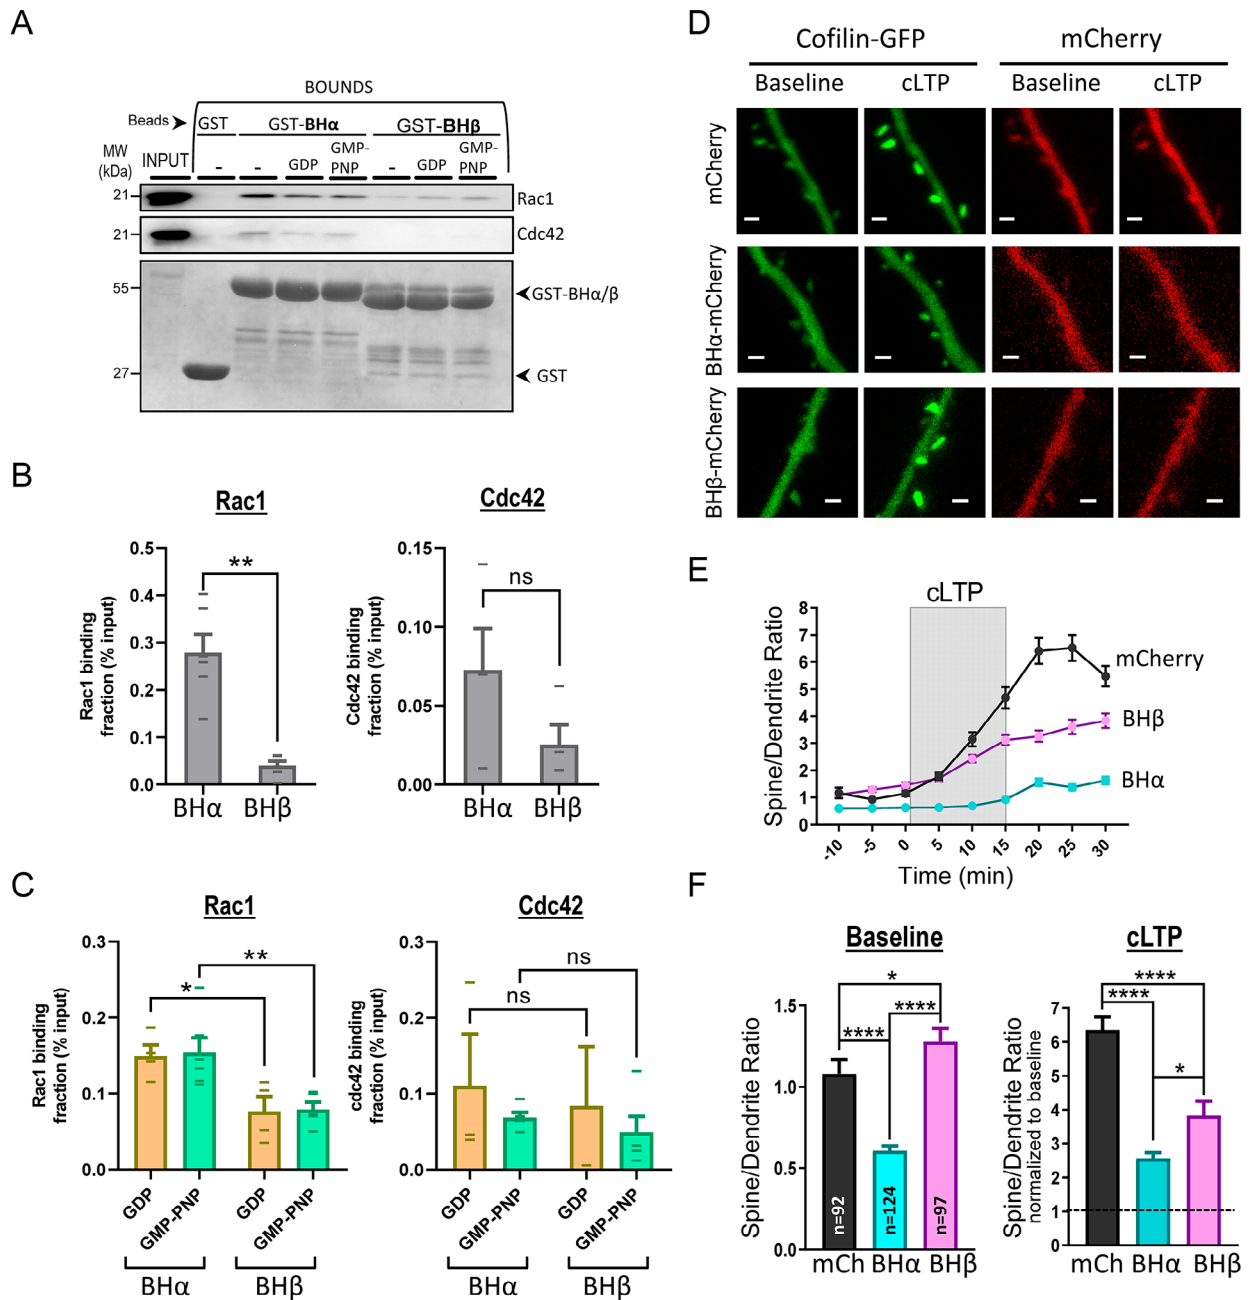 A
BOUNDS
Beads
GST
GST-BHα
GST-BHβ
MW
(kDa)
INPUT
-
-
GDP
GMP-
PNP
-
GDP
GMP-
PNP
21
Rac1
21
Cdc42
55
GST-BHα/β
27
GST
B
Rac1
Cdc42
Rac1 binding
fraction (% input)
0.5
0.4
0.3
0.2
0.1
0.0
**
BHα
BHβ
Cdc42 binding
fraction (% input)
0.15
0.10
0.05
0.00
ns
BHα
BHβ
C
Rac1
Cdc42
Rac1 binding
fraction (% input)
0.3
0.2
0.1
0.0
*
**
GDP
GMP-PNP
GDP
GMP-PNP
BHα
BHβ
cdc42 binding
fraction (% input)
0.3
0.2
0.1
0.0
ns
ns
GDP
GMP-PNP
GDP
GMP-PNP
BHα
BHβ
D
Cofilin-GFP
mCherry
Baseline
cLTP
Baseline
cLTP
mCherry
BHα-mCherry
BHβ-mCherry
E
cLTP
Spine/Dendrite Ratio
8
7
6
5
4
3
2
1
0
mCherry
BHβ
BHα
-10
-5
0
5
10
15
20
25
30
Time (min)
F
Baseline
cLTP
Spine/Dendrite Ratio
1.5
1.0
0.5
0.0
*
****
****
n=92
n=124
n=97
mCh
BHα
BHβ
Spine/Dendrite Ratio
normalized to baseline
7
6
5
4
3
2
1
0
****
****
*
mCh
BHα
BHβ